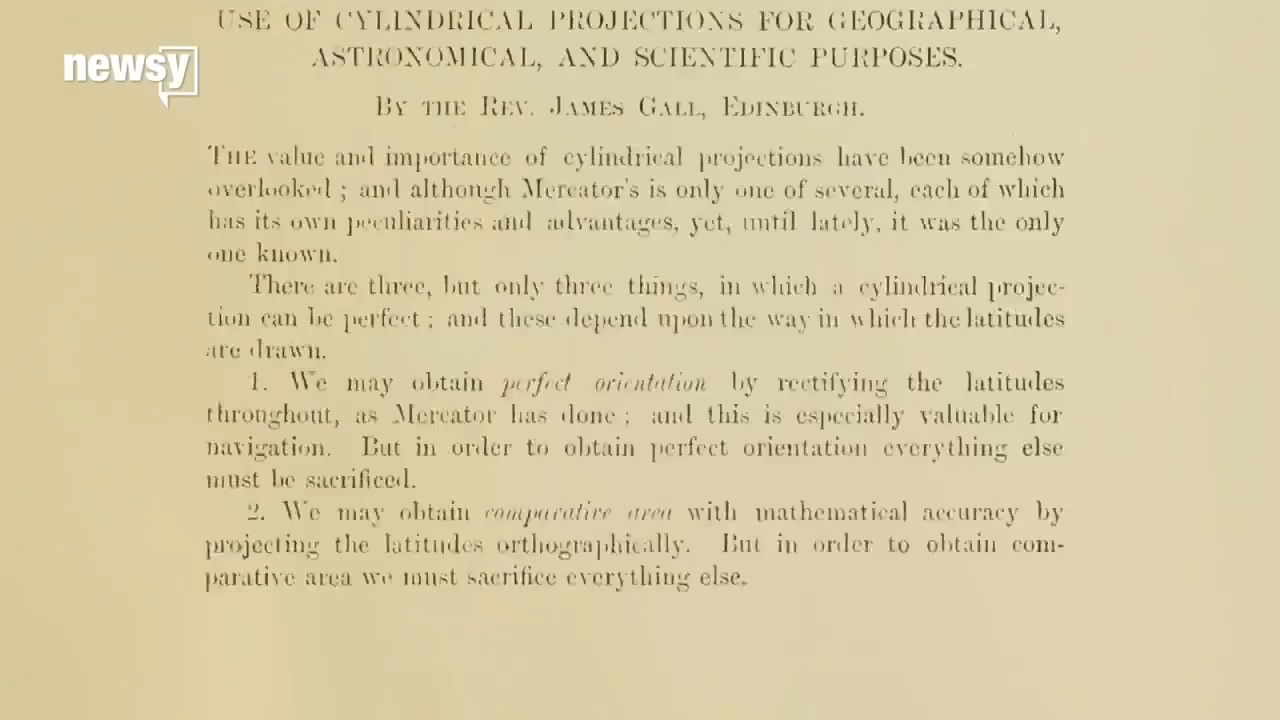 newsy
USE OF CYLINDRICAL PROJECTIONS FOR GEOGRAPHICAL,
ASTRONOMICAL, AND SCIENTIFIC PURPOSES.
BY THE REV. JAMES GALL, EDINBURGH.
THE value and importance of cylindrical projections have been somehow
overlooked ; and although Mercator's is only one of several, each of which
has its own peculiarities and advantages, yet, until lately, it was the only
one known.
There are three, but only three things, in which a cylindrical projec-
tion can be perfect ; and these depend upon the way in which the latitudes
are drawn.
1. We may obtain perfect orientation by rectifying the latitudes
throughout, as Mercator has done ; and this is especially valuable for
navigation. But in order to obtain perfect orientation everything else
must be sacrificed.
2. We may obtain comparative area with mathematical accuracy by
projecting the latitudes orthographically. But in order to obtain com-
parative area we must sacrifice everything else.